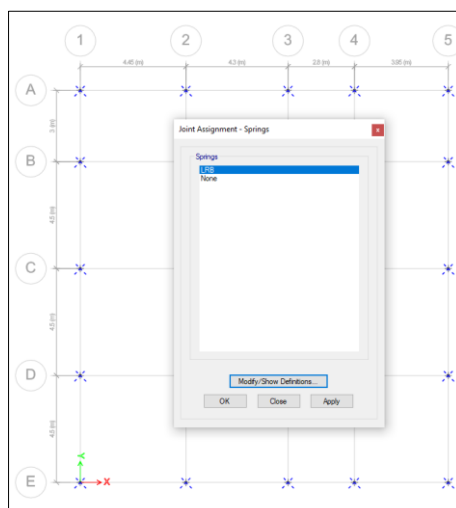 1 2 3 4 5
4.45 (m) 4.3 (m) 2.8 (m) 3.95 (m)
A
3 (m)
B
4.5 (m)
C
4.5 (m)
D
4.5 (m)
E
Y
X
Joint Assignment - Springs
x
Springs
LRB
None
Modify/Show Definitions...
OK Close Apply